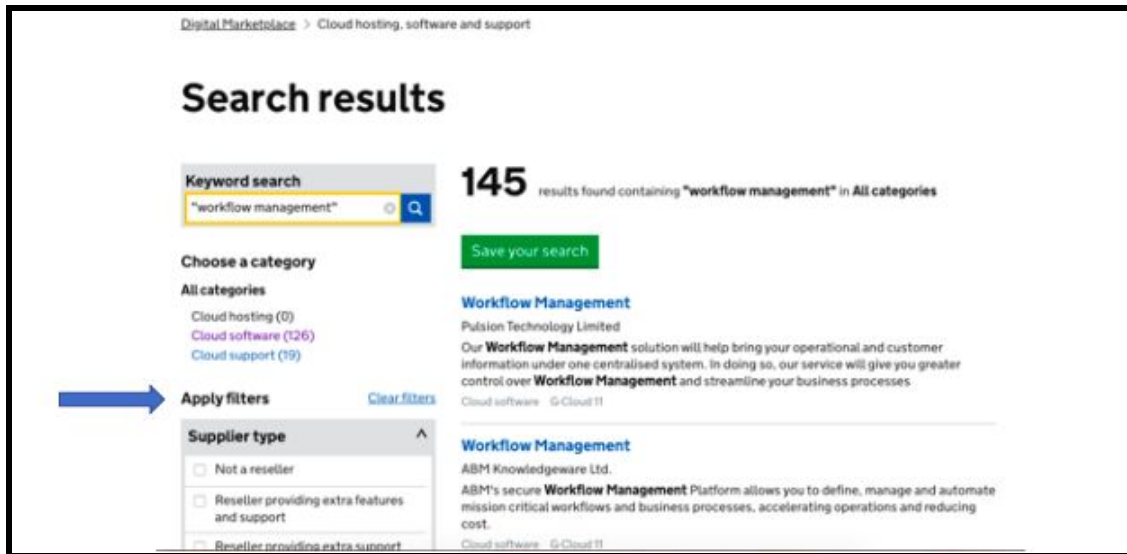 Digital Marketplace > Cloud hosting, software and support
Search results
Keyword search
"workflow management"
Choose a category
All categories
Cloud hosting (0)
Cloud software (126)
Cloud support (19)
Apply filters Clear filters
Supplier type
Not a reseller
Reseller providing extra features
and support
Reseller providing extra support
145 results found containing "workflow management" in All categories
Save your search
Workflow Management
Pulsion Technology Limited
Our Workflow Management solution will help bring your operational and customer
information under one centralised system. In doing so, our service will give you greater
control over Workflow Management and streamline your business processes
Cloud software G-Cloud 11
Workflow Management
ABM Knowledgeware Ltd.
ABM's secure Workflow Management Platform allows you to define, manage and automate
mission critical workflows and business processes, accelerating operations and reducing
cost.
Cloud software G-Cloud 11